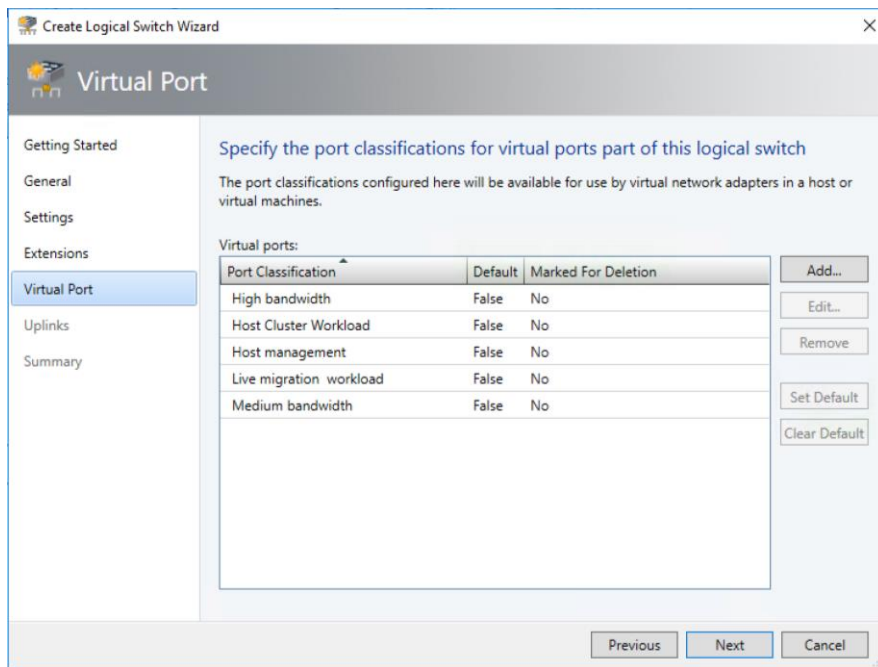 Create Logical Switch Wizard
Virtual Port
Getting Started
General
Settings
Extensions
Virtual Port
Uplinks
Summary
Specify the port classifications for virtual ports part of this logical switch
The port classifications configured here will be available for use by virtual network adapters in a host or
virtual machines.
Virtual ports:
Port Classification Default Marked For Deletion
High bandwidth False No
Host Cluster Workload False No
Host management False No
Live migration  workload False No
Medium bandwidth False No
Add...
Edit...
Remove
Set Default
Clear Default
Previous Next Cancel